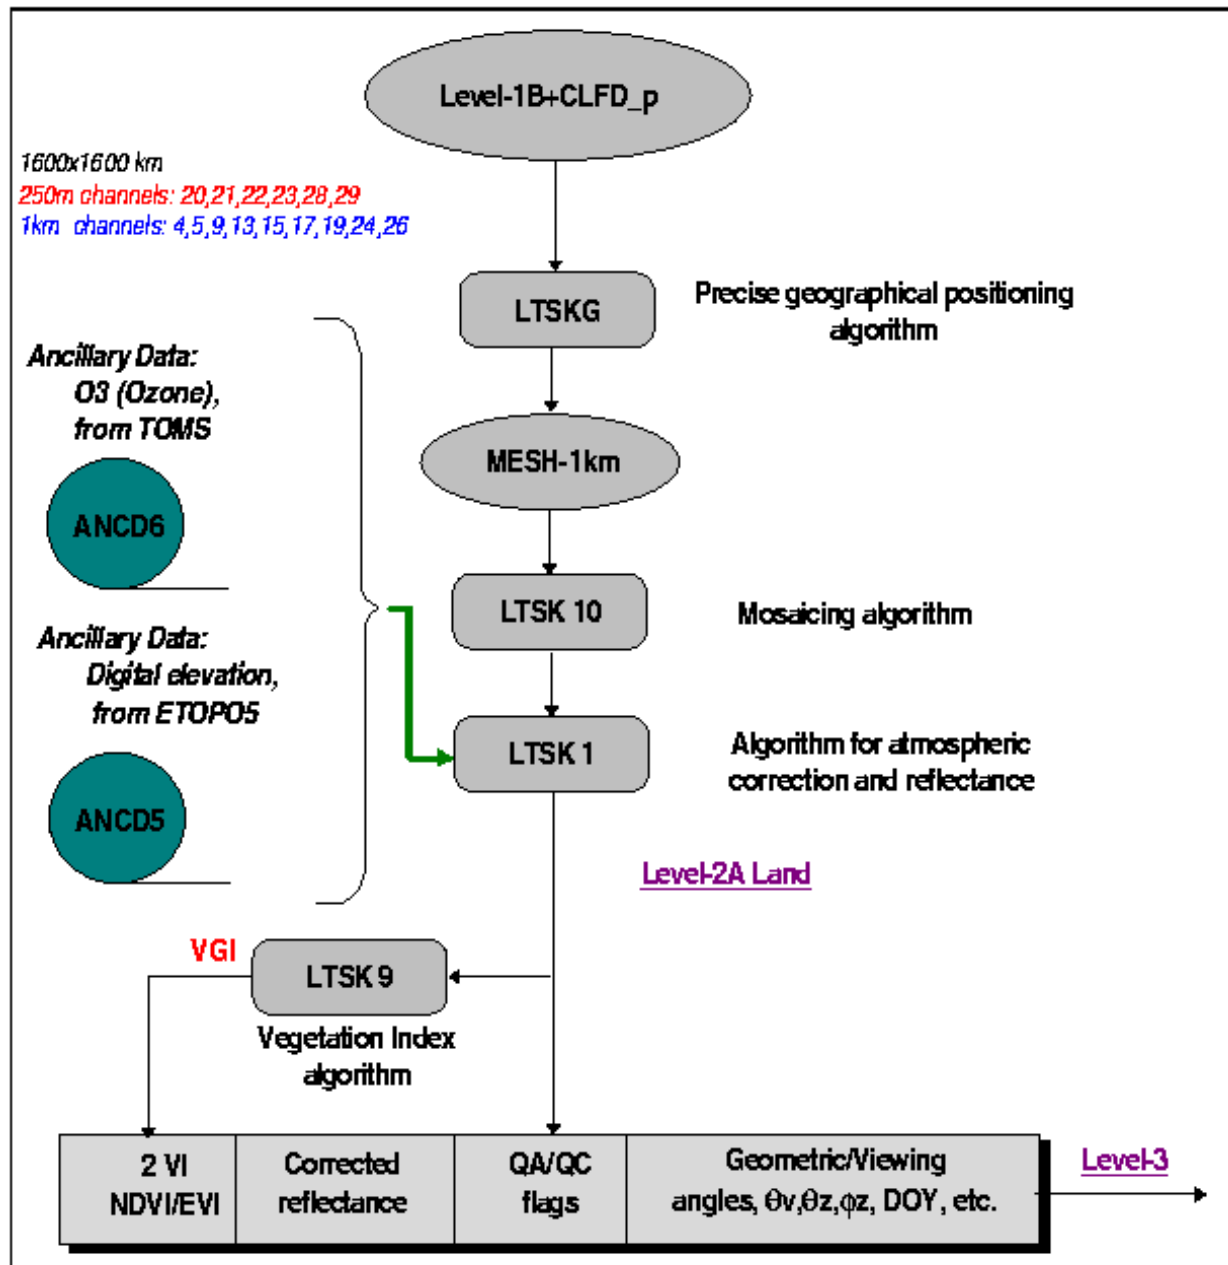 Level-1B+CLFD_p
1600x1600 km
250m channels: 20,21,22,23,28,29
1km channels: 4,5,9,13,15,17,19,24,26
LTSKG
Precise geographical positioning
algorithm
Ancillary Data:
O3 (Ozone),
from TOMS
MESH-1km
ANCD6
LTSK 10
Mosaicing algorithm
Ancillary Data:
Digital elevation,
from ETOPO5
LTSK 1
Algorithm for atmospheric
correction and reflectance
ANCD5
Level-2A Land
VGI
LTSK 9
Vegetation Index
algorithm
2 VI
NDVI/EVI
Corrected
reflectance
QA/QC
flags
Geometric/Viewing
angles, θv,θz,φz, DOY, etc.
Level-3